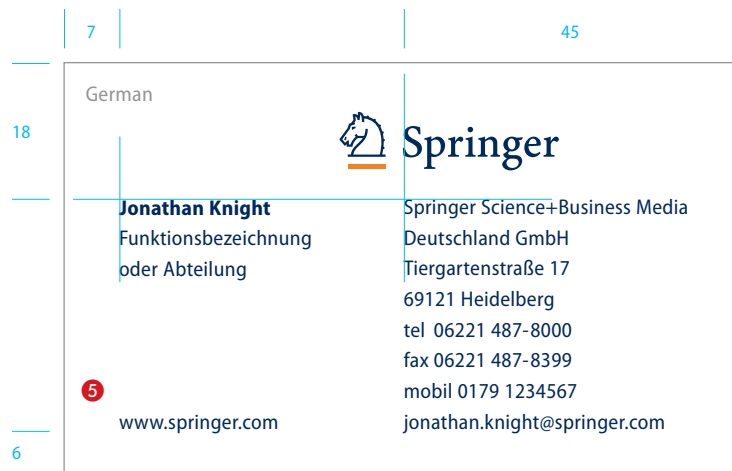 7
45
German
18
Springer
Jonathan Knight
Funktionsbezeichnung
oder Abteilung
Springer Science+Business Media
Deutschland GmbH
Tiergartenstraße 17
69121 Heidelberg
tel 06221 487-8000
fax 06221 487-8399
mobil 0179 1234567
5
www.springer.com
jonathan.knight@springer.com
6